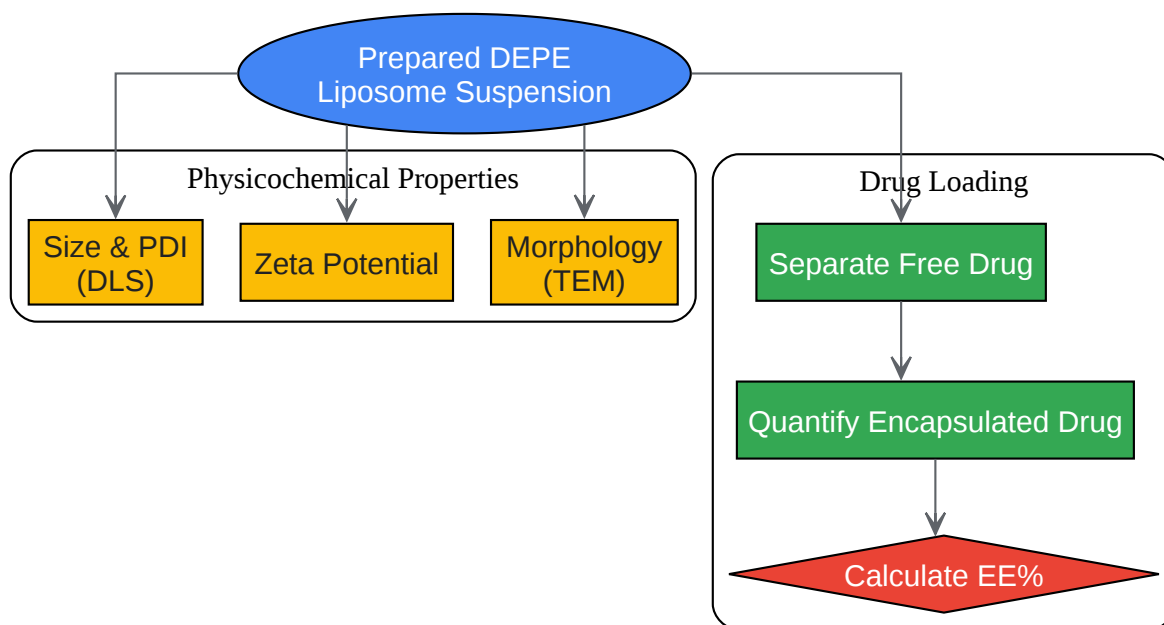 Prepared DEPE
Liposome Suspension
Physicochemical Properties
Size & PDI
(DLS)
Zeta Potential
Morphology
(TEM)
Drug Loading
Separate Free Drug
Quantify Encapsulated Drug
Calculate EE%